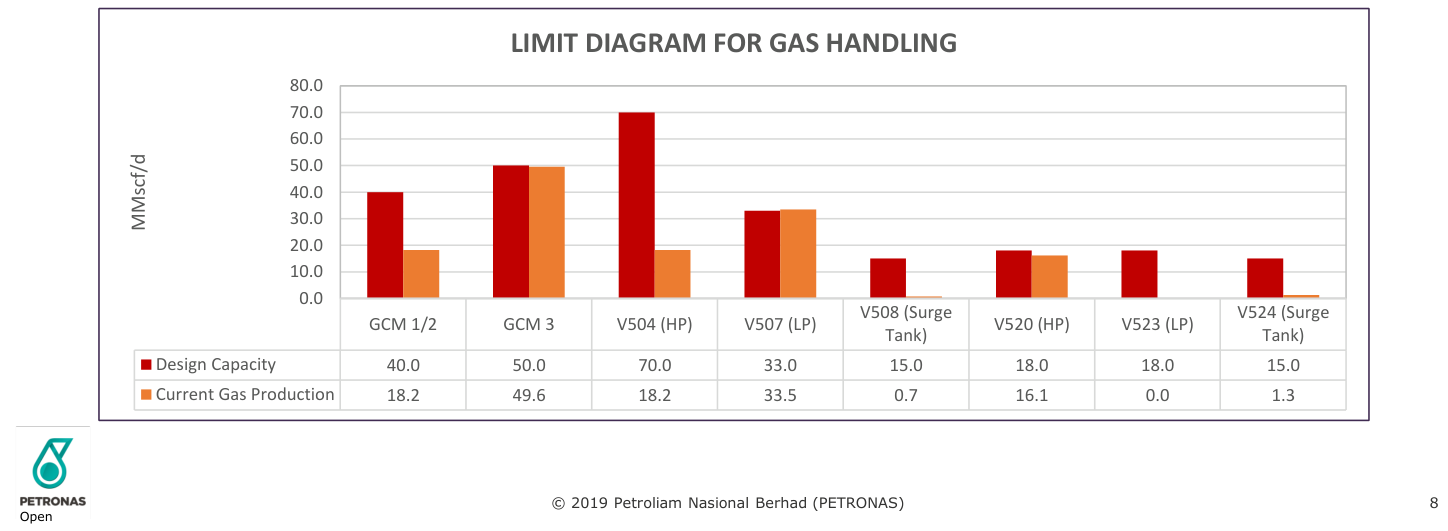 LIMIT DIAGRAM FOR GAS HANDLING
MMscf/d
80.0
70.0
60.0
50.0
40.0
30.0
20.0
10.0
0.0
GCM 1/2 GCM 3 V504 (HP) V507 (LP) V508 (Surge Tank) V520 (HP) V523 (LP) V524 (Surge Tank)
Design Capacity 40.0 50.0 70.0 33.0 15.0 18.0 18.0 15.0
Current Gas Production 18.2 49.6 18.2 33.5 0.7 16.1 0.0 1.3
PETRONAS
Open
© 2019 Petroliam Nasional Berhad (PETRONAS)
8